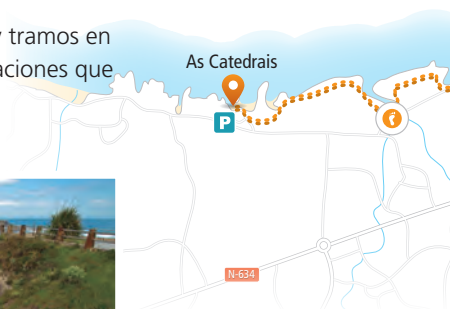 tramos en
aciones que
As Catedrais
P
N-634